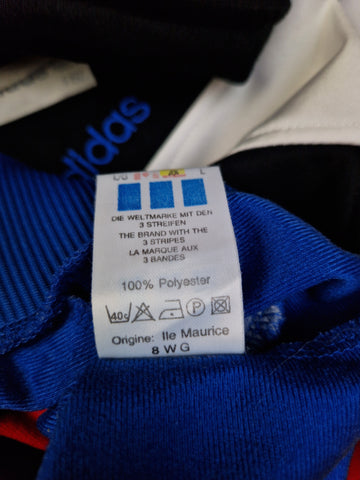 adidas
DIE WELTMARKE MIT DEN
3 STREIFEN
THE BRAND WITH THE
3 STRIPES
LA MARQUE AUX
3 BANDES
100% Polyester
40c P
Origine: Ile Maurice
8 W G